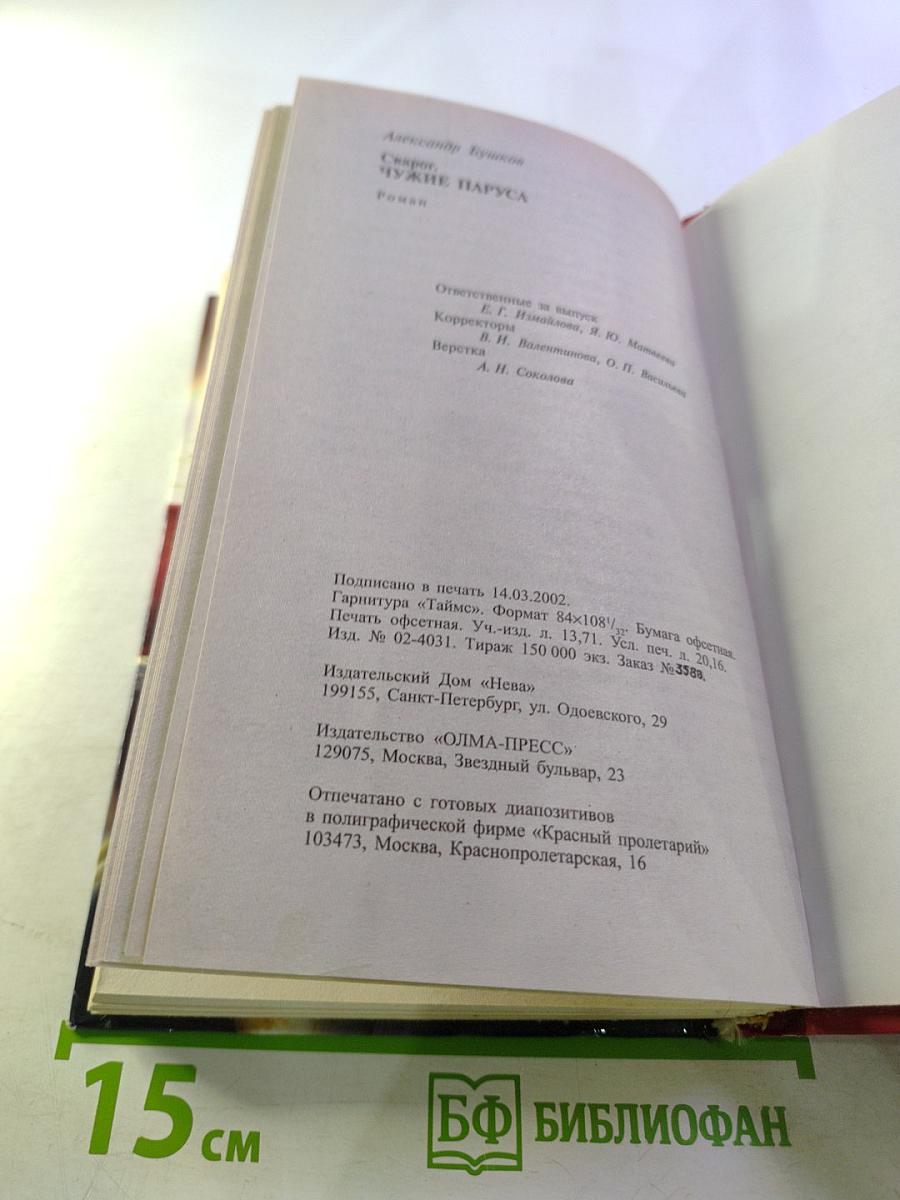 Александр Бушков
Сварог.
ЧУЖИЕ ПАРУСА
Роман
Ответственные за выпуск
Е. Г. Измайлова, Я. Ю. Матвеева
Корректоры
В. И. Валентинова, О. П. Васильева
Верстка
А. Н. Соколова
Подписано в печать 14.03.2002.
Гарнитура «Таймс». Формат 84×108¹/₃₂. Бумага офсетная.
Печать офсетная. Уч.-изд. л. 13,71. Усл. печ. л. 20,16.
Изд. № 02-4031. Тираж 150 000 экз. Заказ №
Издательский Дом «Нева»
199155, Санкт-Петербург, ул. Одоевского, 29
Издательство «ОЛМА-ПРЕСС»
129075, Москва, Звездный бульвар, 23
Отпечатано с готовых диапозитивов
в полиграфической фирме «Красный пролетарий»
103473, Москва, Краснопролетарская, 16
15 см
БФ БИБЛИОФАН